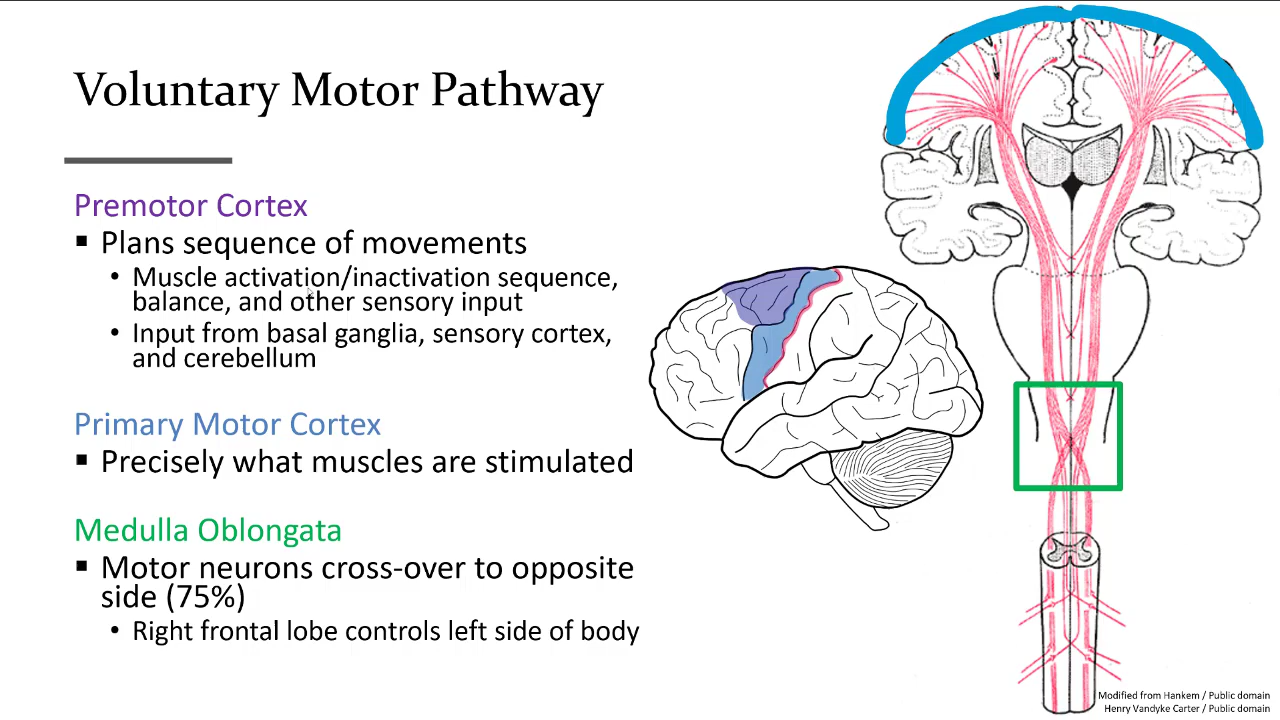 Voluntary Motor Pathway
Premotor Cortex
▪ Plans sequence of movements
• Muscle activation/inactivation sequence,
balance, and other sensory input
• Input from basal ganglia, sensory cortex,
and cerebellum
Primary Motor Cortex
▪ Precisely what muscles are stimulated
Medulla Oblongata
▪ Motor neurons cross-over to opposite
side (75%)
• Right frontal lobe controls left side of body
Modified from Hankem / Public domain
Henry Vandyke Carter / Public domain